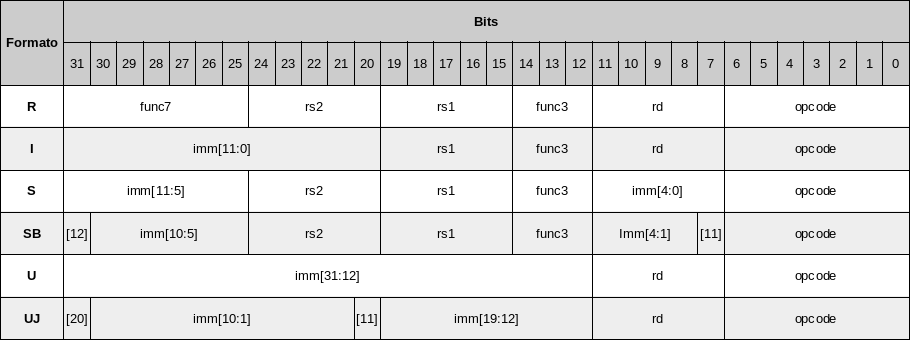 Formato Bits
31 30 29 28 27 26 25 24 23 22 21 20 19 18 17 16 15 14 13 12 11 10 9 8 7 6 5 4 3 2 1 0
R func7 rs2 rs1 func3 rd opcode
I imm[11:0] rs1 func3 rd opcode
S imm[11:5] rs2 rs1 func3 imm[4:0] opcode
SB [12] imm[10:5] rs2 rs1 func3 Imm[4:1] [11] opcode
U imm[31:12] rd opcode
UJ [20] imm[10:1] [11] imm[19:12] rd opcode